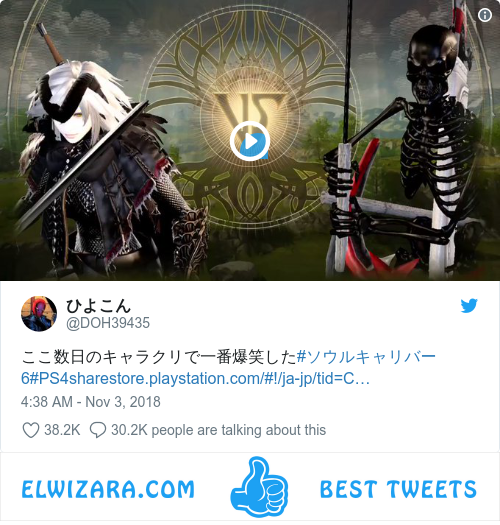 VS
ひよこん
@DOH39435
ここ数日のキャラクリで一番爆笑した#ソウルキャリバー
6#PS4sharestore.playstation.com/#!/ja-jp/tid=C…
4:38 AM - Nov 3, 2018
38.2K 30.2K people are talking about this
ELWIZARA.COM BEST TWEETS